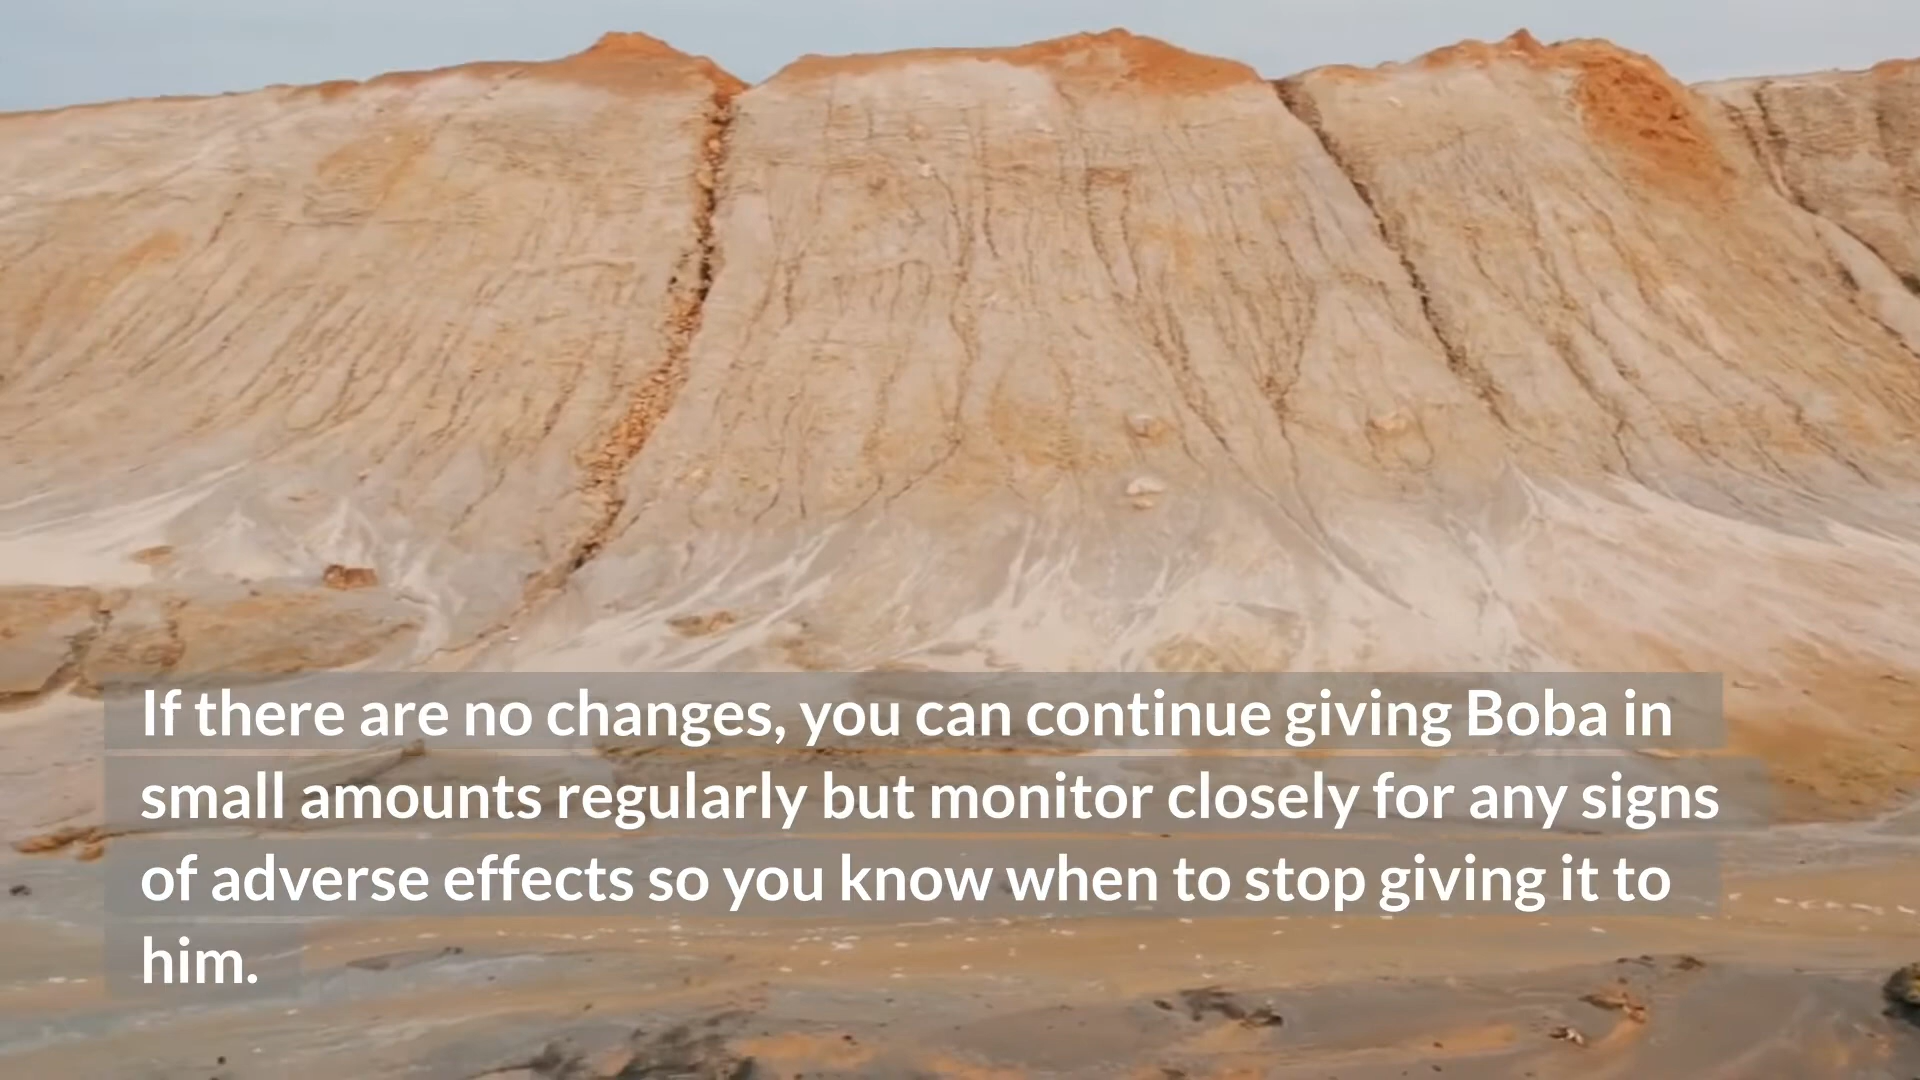 If there are no changes, you can continue giving Boba in
small amounts regularly but monitor closely for any signs
of adverse effects so you know when to stop giving it to
him.